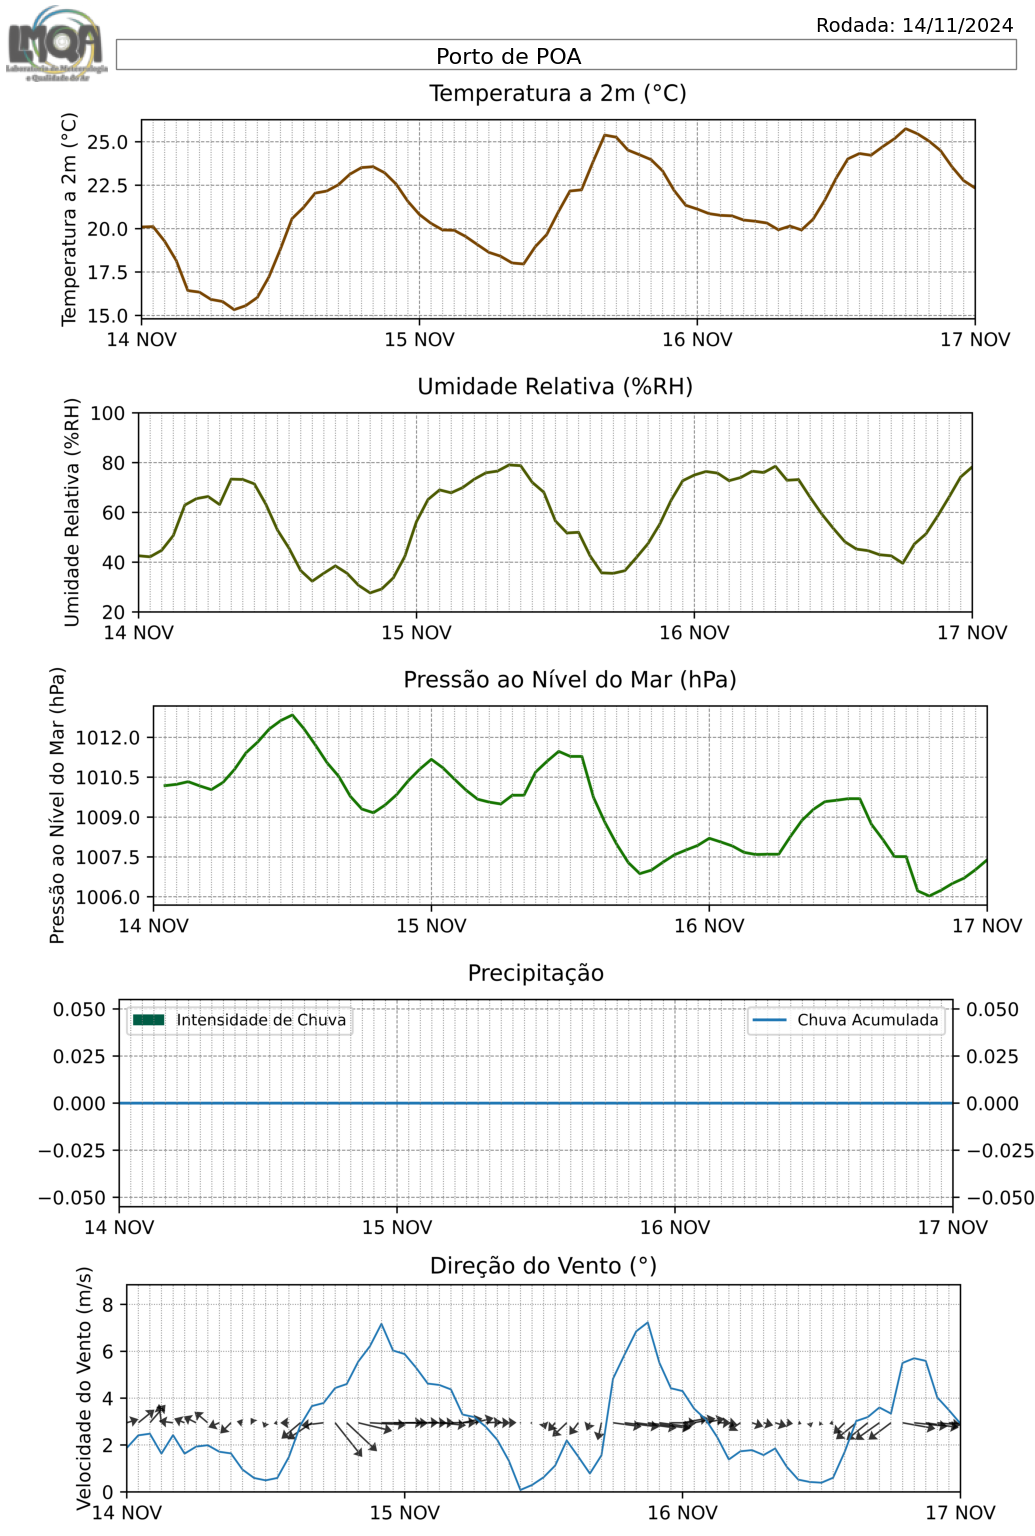 LMQA
Laboratório de Meteorologia
e Qualidade do Ar
Rodada: 14/11/2024
Porto de POA
Temperatura a 2m (°C)
Temperatura a 2m (°C)
25.0
22.5
20.0
17.5
15.0
14 NOV 15 NOV 16 NOV 17 NOV
Umidade Relativa (%RH)
Umidade Relativa (%RH)
100
80
60
40
20
14 NOV 15 NOV 16 NOV 17 NOV
Pressão ao Nível do Mar (hPa)
Pressão ao Nível do Mar (hPa)
1012.0
1010.5
1009.0
1007.5
1006.0
14 NOV 15 NOV 16 NOV 17 NOV
Precipitação
0.050 0.050
Intensidade de Chuva Chuva Acumulada
0.025 0.025
0.000 0.000
−0.025 −0.025
−0.050 −0.050
14 NOV 15 NOV 16 NOV 17 NOV
Direção do Vento (°)
Velocidade do Vento (m/s)
8
6
4
2
0
14 NOV 15 NOV 16 NOV 17 NOV